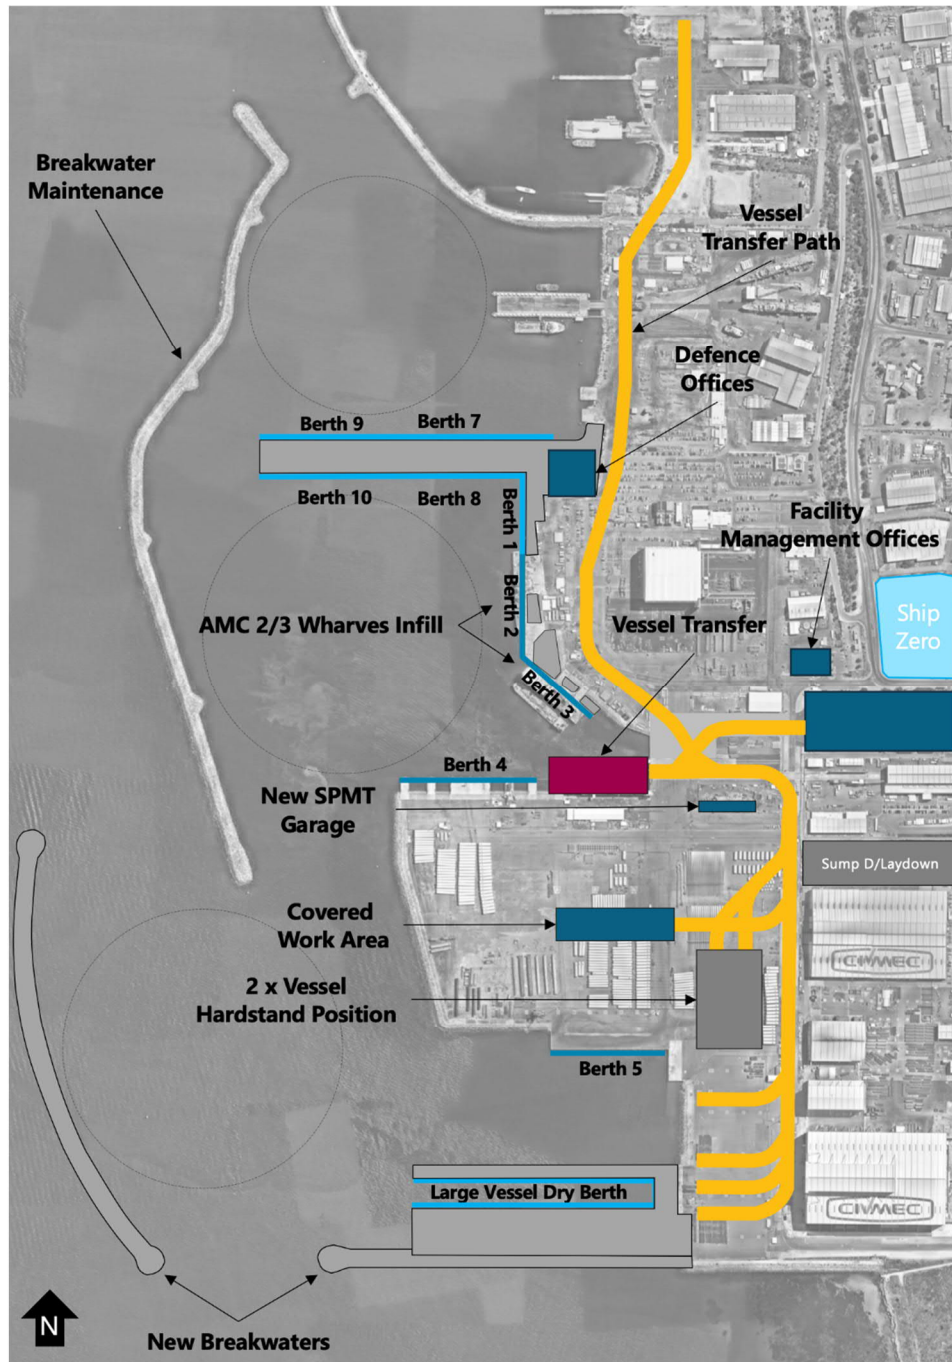 Breakwater
Maintenance
Vessel
Transfer Path
Defence
Offices
Berth 9
Berth 7
Berth 10
Berth 8
Berth 1
Facility
Management Offices
Berth 2
AMC 2/3 Wharves Infill
Vessel Transfer
Ship
Zero
Berth 3
Berth 4
New SPMT
Garage
Sump D/Laydown
Covered
Work Area
CIVMEC
2 x Vessel
Hardstand Position
Berth 5
Large Vessel Dry Berth
CIVMEC
N
New Breakwaters